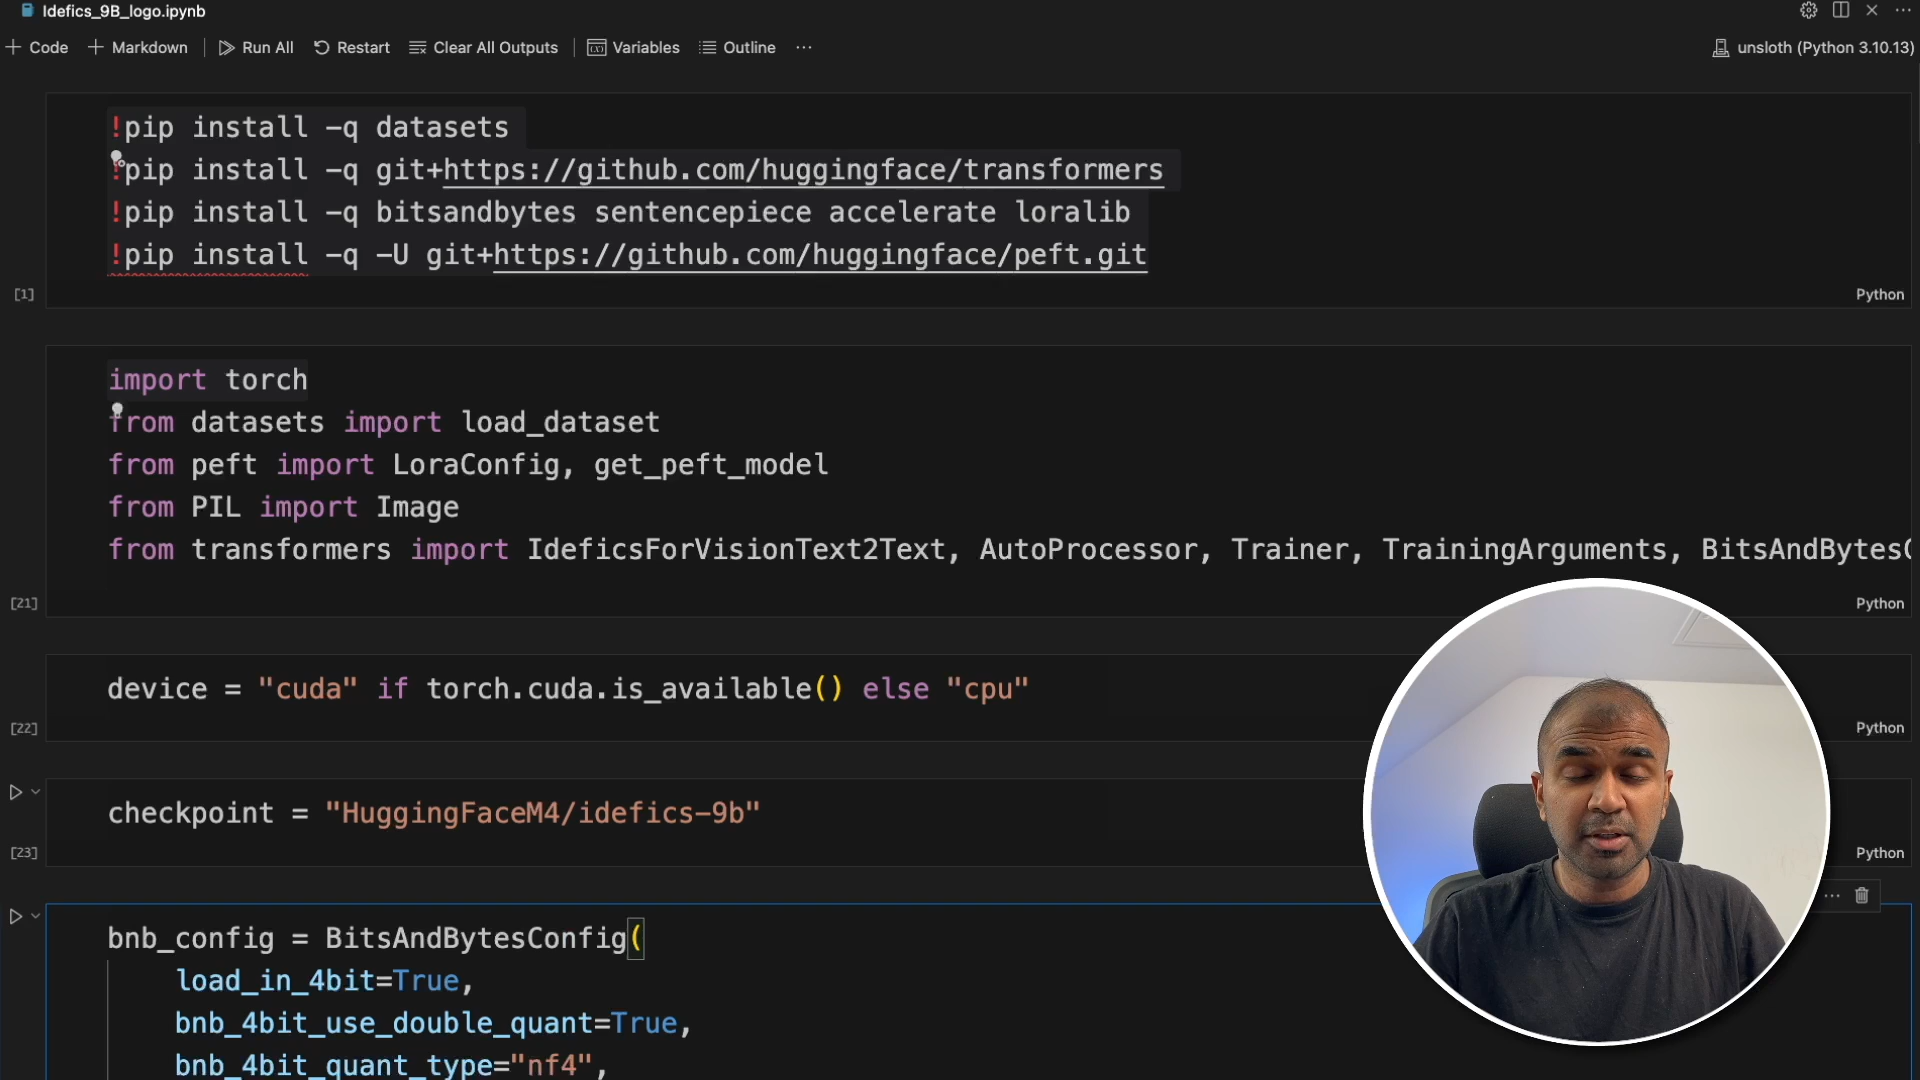 Idefics_9B_logo.ipynb
Code Markdown Run All Restart Clear All Outputs Variables Outline ··· unsloth (Python 3.10.13)
!pip install -q datasets
!pip install -q git+https://github.com/huggingface/transformers
!pip install -q bitsandbytes sentencepiece accelerate loralib
!pip install -q -U git+https://github.com/huggingface/peft.git
[1] Python
import torch
from datasets import load_dataset
from peft import LoraConfig, get_peft_model
from PIL import Image
from transformers import IdeficsForVisionText2Text, AutoProcessor, Trainer, TrainingArguments, BitsAndBytesC
[21] Python
device = "cuda" if torch.cuda.is_available() else "cpu"
[22] Python
checkpoint = "HuggingFaceM4/idefics-9b"
[23] Python
bnb_config = BitsAndBytesConfig(
load_in_4bit=True,
bnb_4bit_use_double_quant=True,
bnb_4bit_quant_type="nf4",